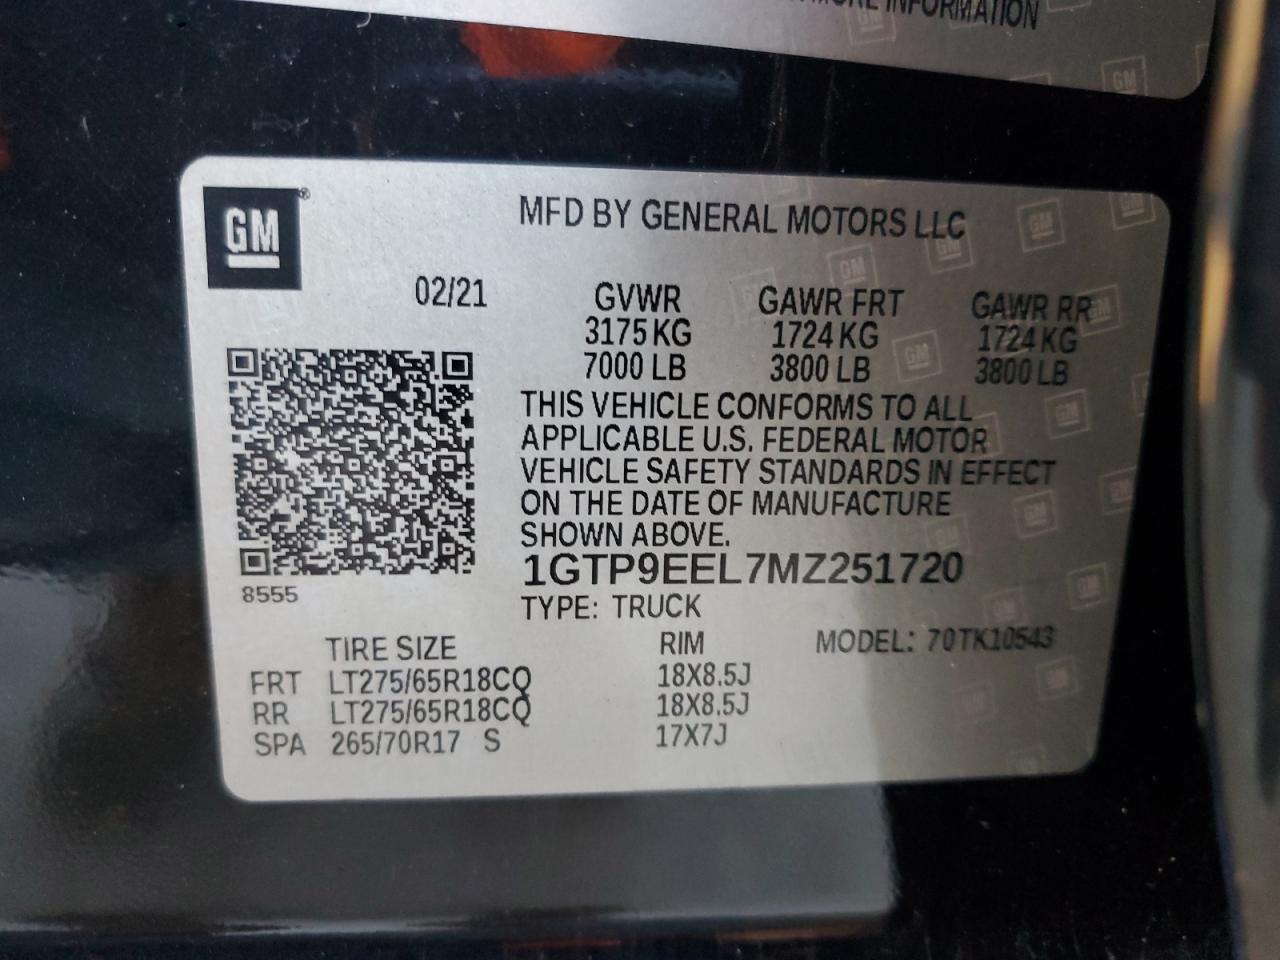 MORE INFORMATION
GM
GM®
MFD BY GENERAL MOTORS LLC
02/21
GVWR GAWR FRT GAWR RR
3175 KG 1724 KG 1724 KG
7000 LB 3800 LB 3800 LB
THIS VEHICLE CONFORMS TO ALL
APPLICABLE U.S. FEDERAL MOTOR
VEHICLE SAFETY STANDARDS IN EFFECT
ON THE DATE OF MANUFACTURE
SHOWN ABOVE.
1GTP9EEL7MZ251720
8555
TYPE: TRUCK
TIRE SIZE RIM MODEL: 70TK10543
FRT LT275/65R18CQ 18X8.5J
RR LT275/65R18CQ 18X8.5J
SPA 265/70R17 S 17X7J